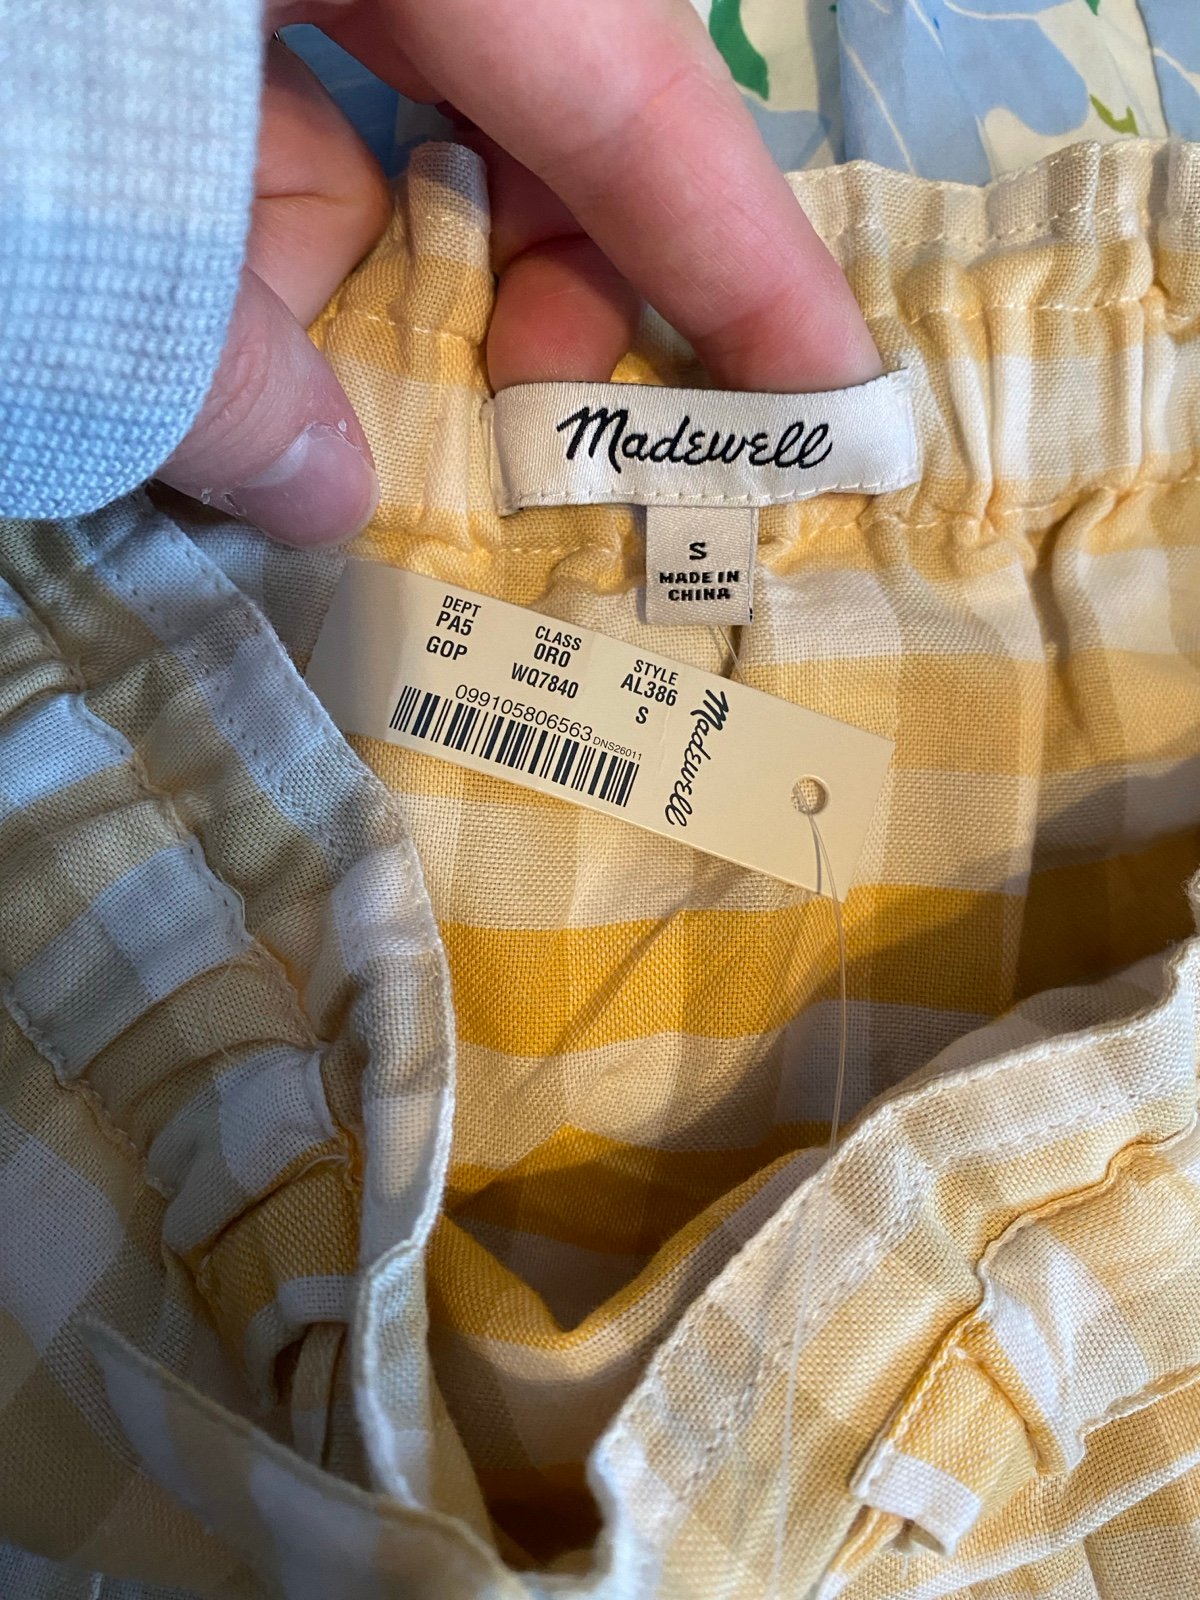 Madewell
S
MADE IN
CHINA
DEPT
PA5
GOP
CLASS
0R0
WQ7840
STYLE
AL386
S
099105806563 DNS26011
Madewell